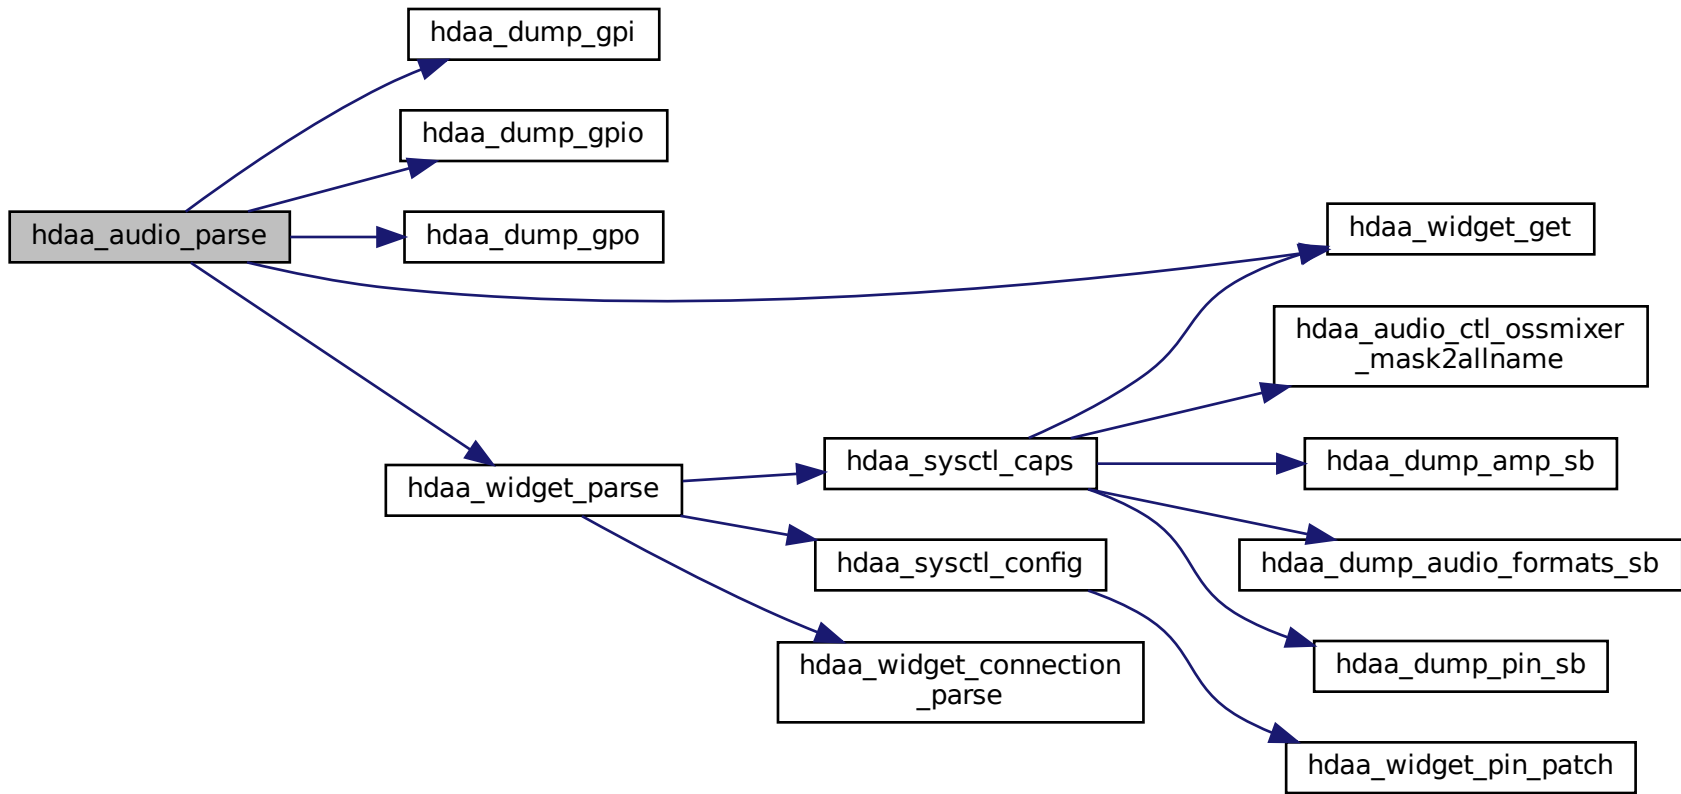 hdaa_dump_gpi
hdaa_dump_gpio
hdaa_audio_parse
hdaa_dump_gpo
hdaa_widget_get
hdaa_audio_ctl_ossmixer
_mask2allname
hdaa_sysctl_caps
hdaa_dump_amp_sb
hdaa_widget_parse
hdaa_sysctl_config
hdaa_dump_audio_formats_sb
hdaa_widget_connection
_parse
hdaa_dump_pin_sb
hdaa_widget_pin_patch